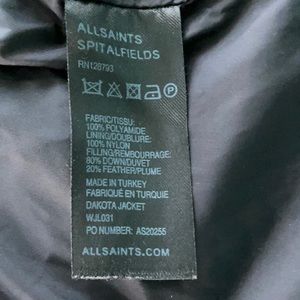 ALLSAINTS
SPITALFIELDS
RN128793
FABRIC/TISSU:
100% POLYAMIDE
LINING/DOUBLURE:
100% NYLON
FILLING/REMBOURRAGE:
80% DOWN/DUVET
20% FEATHER/PLUME
MADE IN TURKEY
FABRIQUÉ EN TURQUIE
DAKOTA JACKET
WJL031
PO NUMBER: AS20255
ALLSAINTS.COM